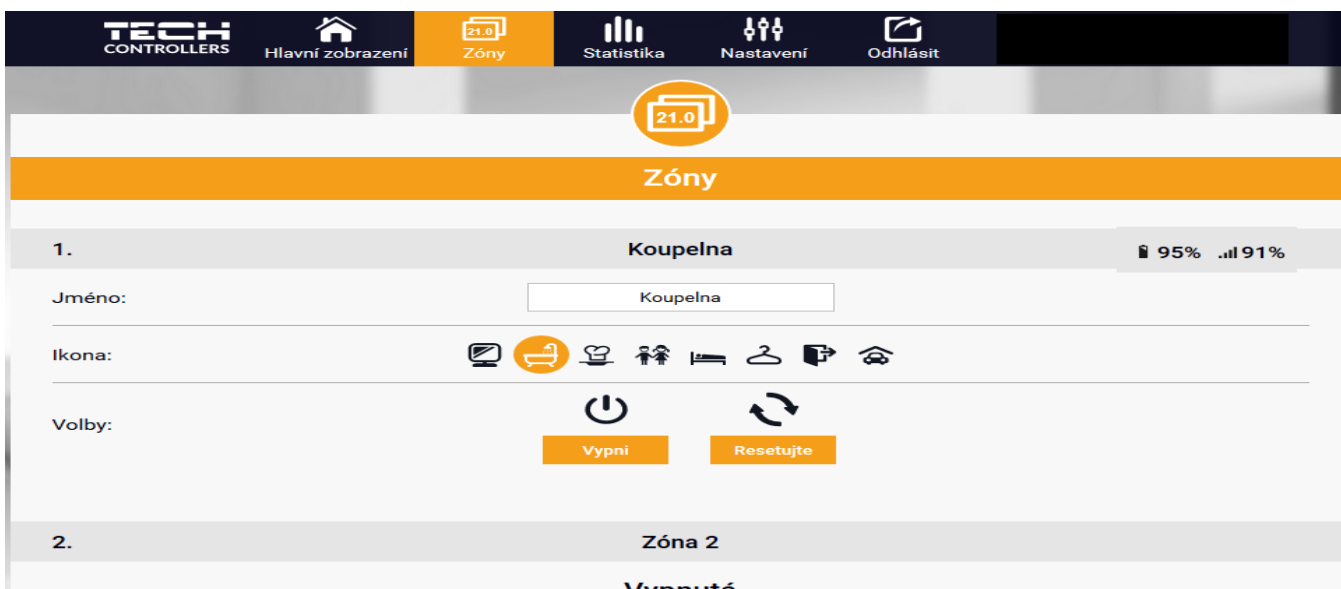 TECH
CONTROLLERS
Hlavní zobrazení
21.0
Zóny
Statistika
Nastavení
Odhlásit
21.0
Zóny
1.
Koupelna
95%
91%
Jméno:
Koupelna
Ikona:
Volby:
Vypni
Resetujte
2.
Zóna 2